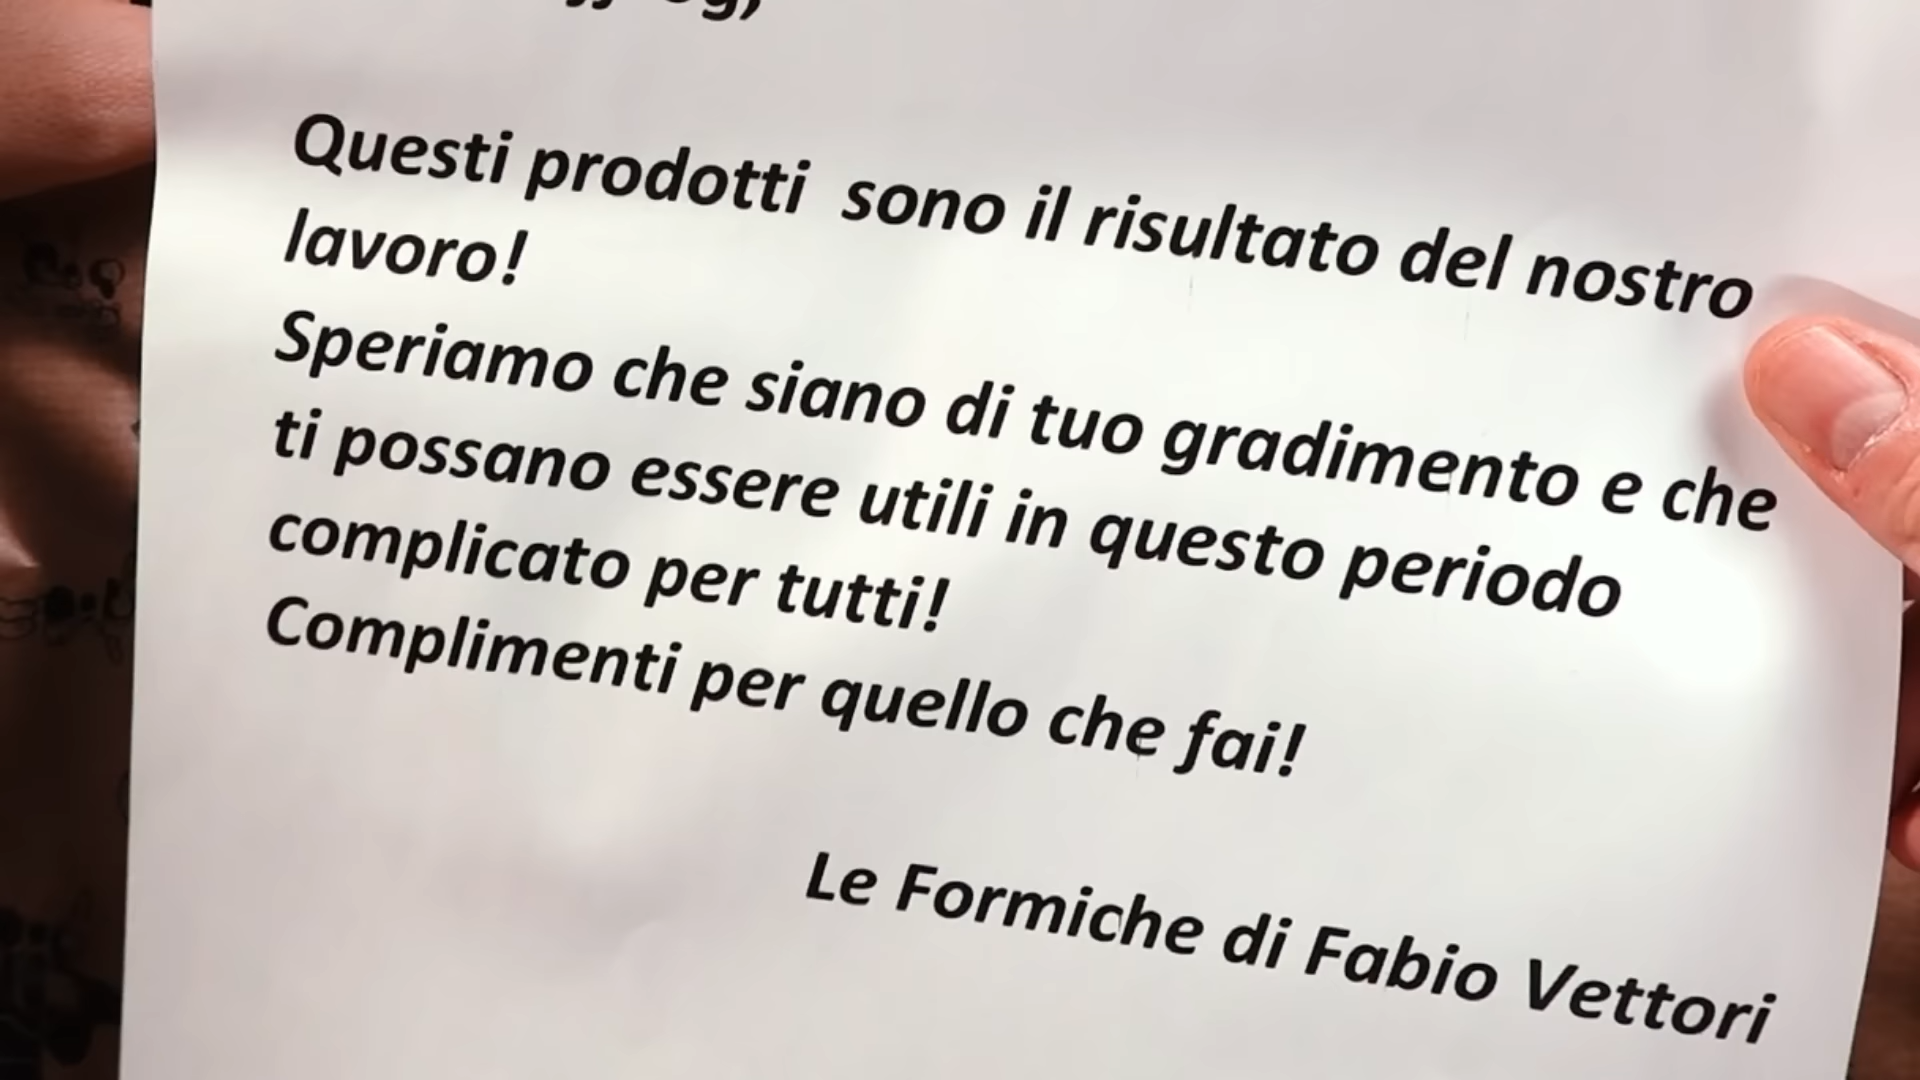 Questi prodotti sono il risultato del nostro
lavoro!
Speriamo che siano di tuo gradimento e che
ti possano essere utili in questo periodo
complicato per tutti!
Complimenti per quello che fai!
Le Formiche di Fabio Vettori